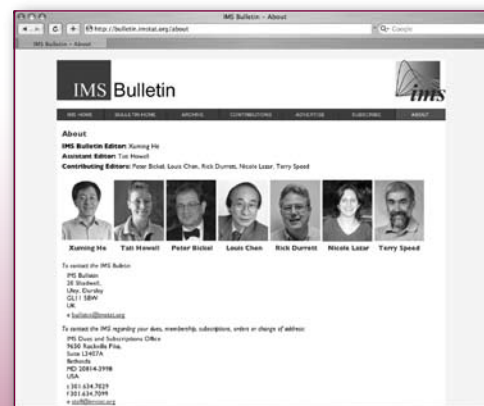 IMS Bulletin – About
http://bulletin.imstat.org/about
Google
IMS Bulletin – About
IMS Bulletin
ims
IMS HOME BULLETIN HOME ARCHIVE CONTRIBUTIONS ADVERTISE SUBSCRIBE ABOUT
About
IMS Bulletin Editor: Xuming He
Assistant Editor: Tati Howell
Contributing Editors: Peter Bickel, Louis Chen, Rick Durrett, Nicole Lazar, Terry Speed
Xuming He Tati Howell Peter Bickel Louis Chen Rick Durrett Nicole Lazar Terry Speed
To contact the IMS Bulletin:
IMS Bulletin
20 Shadwell,
Uley, Dursley
GL11 5BW
UK
e bulletin@imstat.org
To contact the IMS regarding your dues, membership, subscriptions, orders or change of address:
IMS Dues and Subscriptions Office
9650 Rockville Pike,
Suite L3407A
Bethesda
MD 20814-3998
USA
t 301.634.7029
f 301.634.7099
e staff@imstat.org